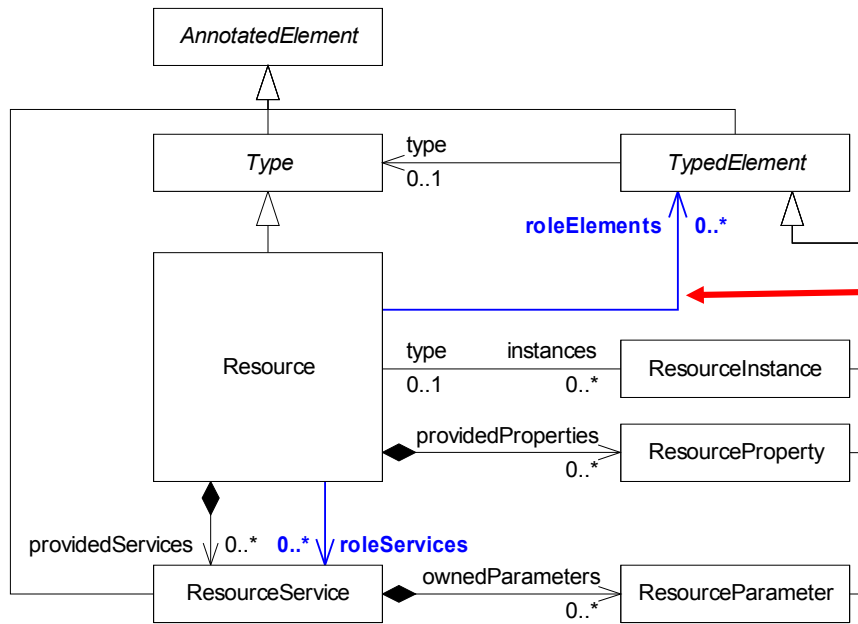 AnnotatedElement
Type
type
0..1
TypedElement
roleElements 0..*
Resource
type instances
0..1 0..*
ResourceInstance
providedProperties
0..*
ResourceProperty
providedServices 0..* 0..* roleServices
ResourceService
ownedParameters
0..*
ResourceParameter